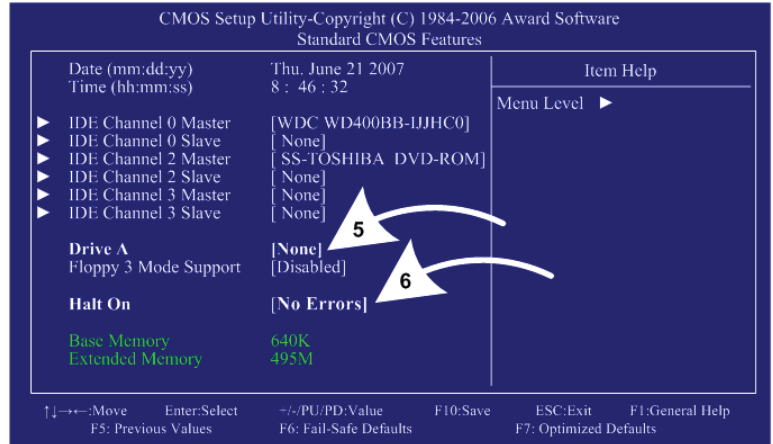 CMOS Setup Utility-Copyright (C) 1984-2006 Award Software
Standard CMOS Features
Date (mm:dd:yy) Thu. June 21 2007
Time (hh:mm:ss) 8 : 46 : 32
Item Help
Menu Level ►
► IDE Channel 0 Master [WDC WD400BB-IJJHC0]
► IDE Channel 0 Slave [ None]
► IDE Channel 2 Master [ SS-TOSHIBA DVD-ROM]
► IDE Channel 2 Slave [ None]
► IDE Channel 3 Master [ None]
► IDE Channel 3 Slave [ None]
5
Drive A [None]
Floppy 3 Mode Support [Disabled]
6
Halt On [No Errors]
Base Memory 640K
Extended Memory 495M
↑↓→←:Move Enter:Select +/-/PU/PD:Value F10:Save ESC:Exit F1:General Help
F5: Previous Values F6: Fail-Safe Defaults F7: Optimized Defaults